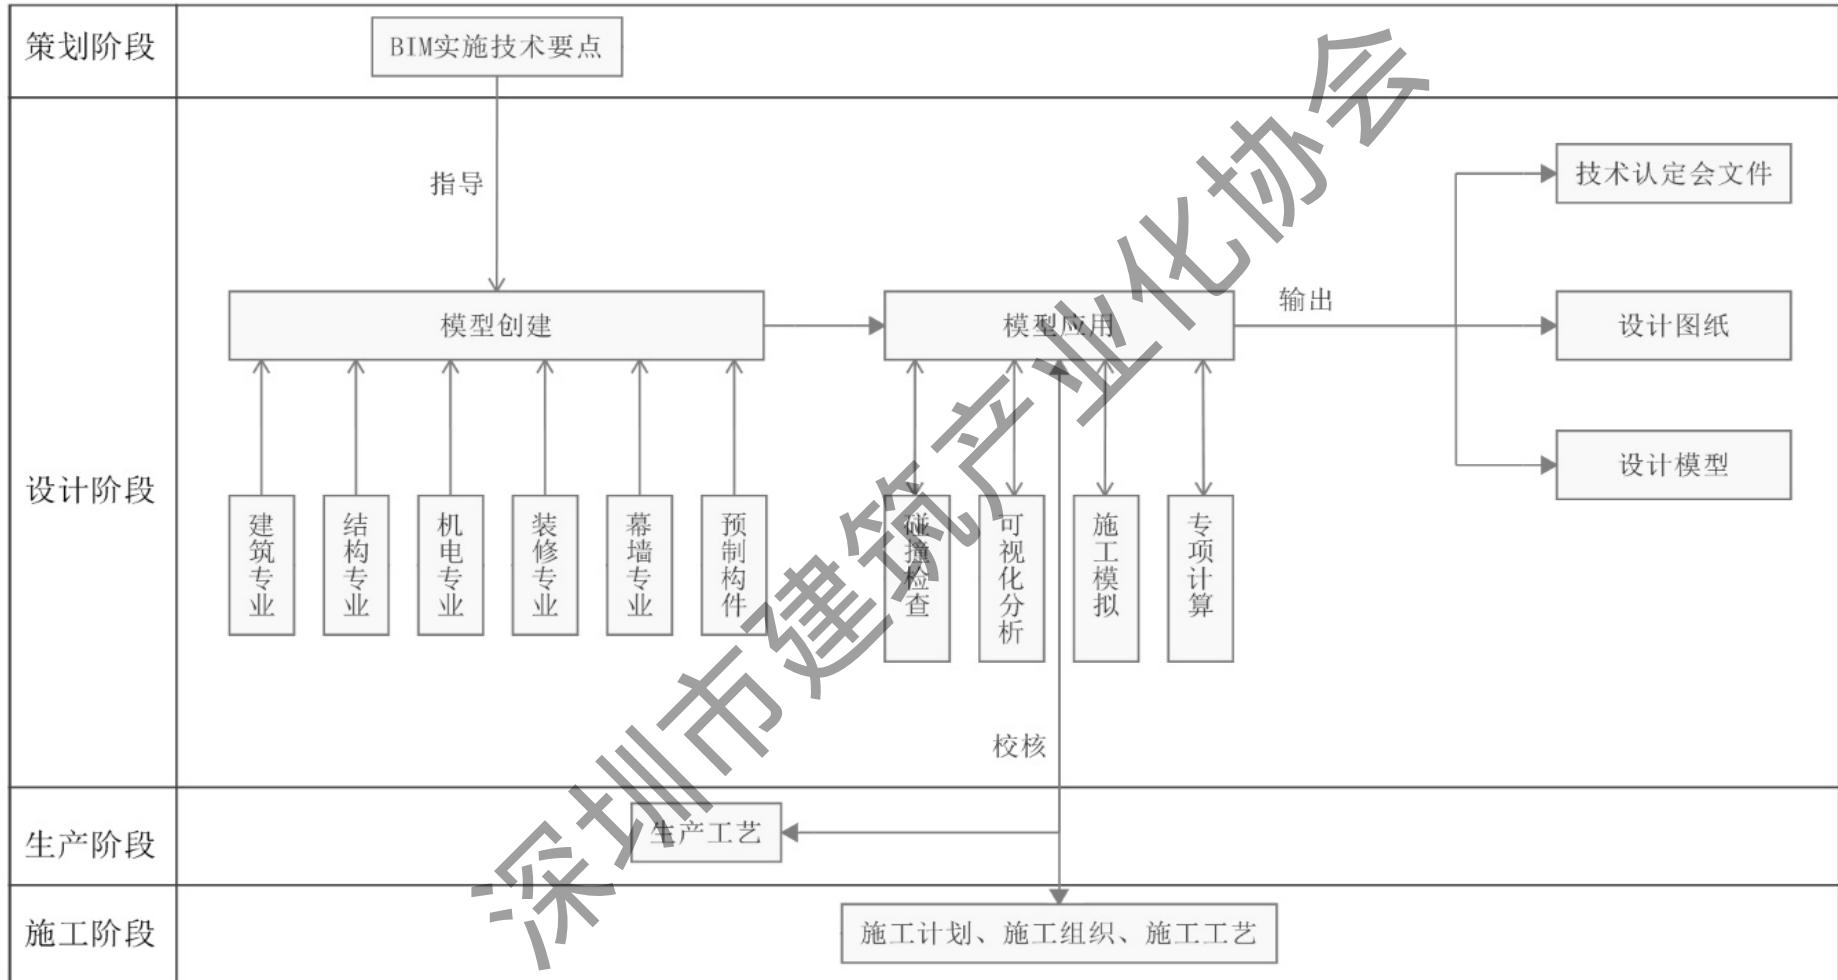 策划阶段
BIM实施技术要点
设计阶段
指导
模型创建
模型应用
输出
技术认定会文件
设计图纸
设计模型
建筑专业
结构专业
机电专业
装修专业
幕墙专业
预制构件
碰撞检查
可视化分析
施工模拟
专项计算
校核
生产阶段
生产工艺
施工阶段
施工计划、施工组织、施工工艺
深圳市建筑产业化协会